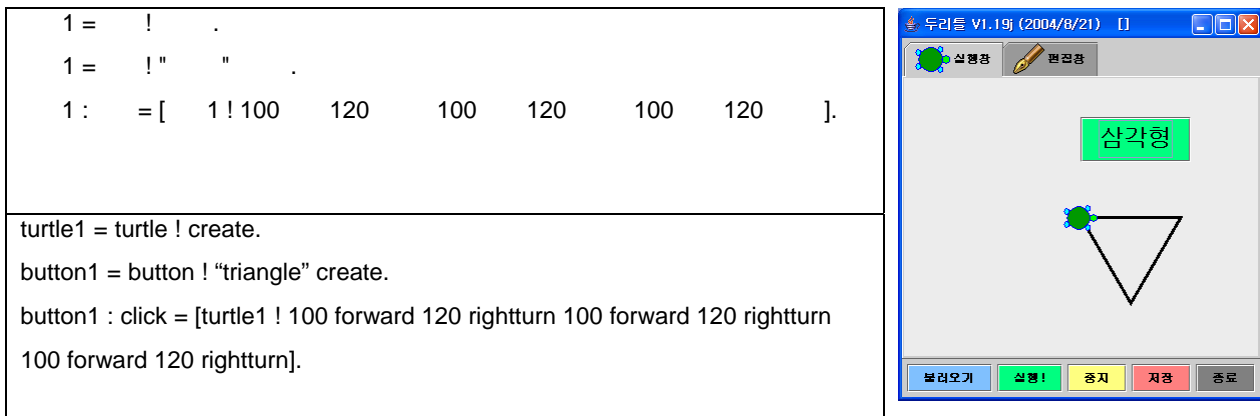 1 = ! .
1 = ! " " .
1 : = [ 1 ! 100 120 100 120 100 120 ].
turtle1 = turtle ! create.
button1 = button ! “triangle” create.
button1 : click = [turtle1 ! 100 forward 120 rightturn 100 forward 120 rightturn
100 forward 120 rightturn].
두리틀 V1.19j (2004/8/21) []
실행창 편집창
삼각형
불러오기 실행! 중지 저장 종료